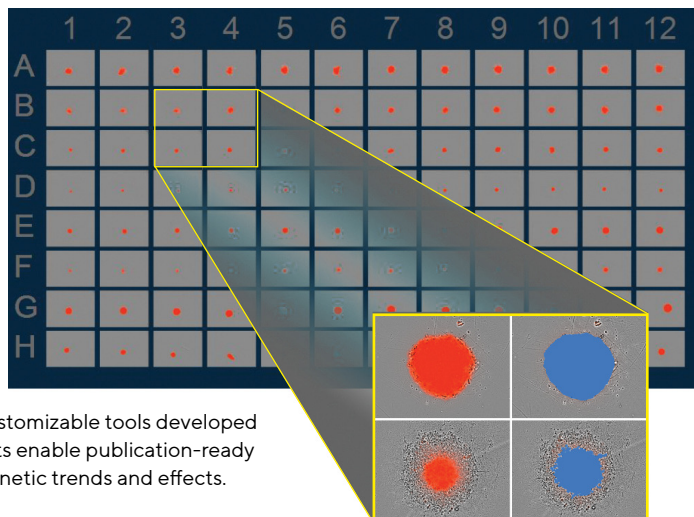 1 2 3 4 5 6 7 8 9 10 11 12
A
B
C
D
E
F
G
H
stomizable tools developed
ts enable publication-ready
netic trends and effects.